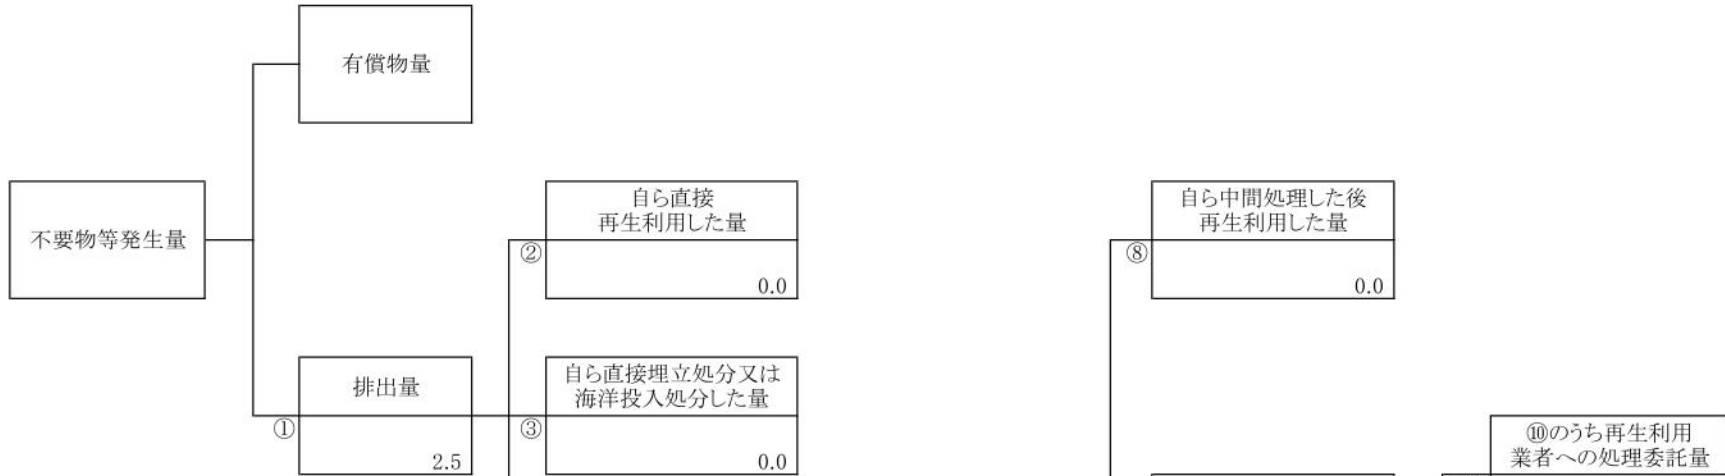 有償物量
不要物等発生量
自ら直接
再生利用した量
②
0.0
自ら中間処理した後
再生利用した量
⑧
0.0
排出量
①
2.5
自ら直接埋立処分又は
海洋投入処分した量
③
0.0
⑩のうち再生利用
業者への処理委託量